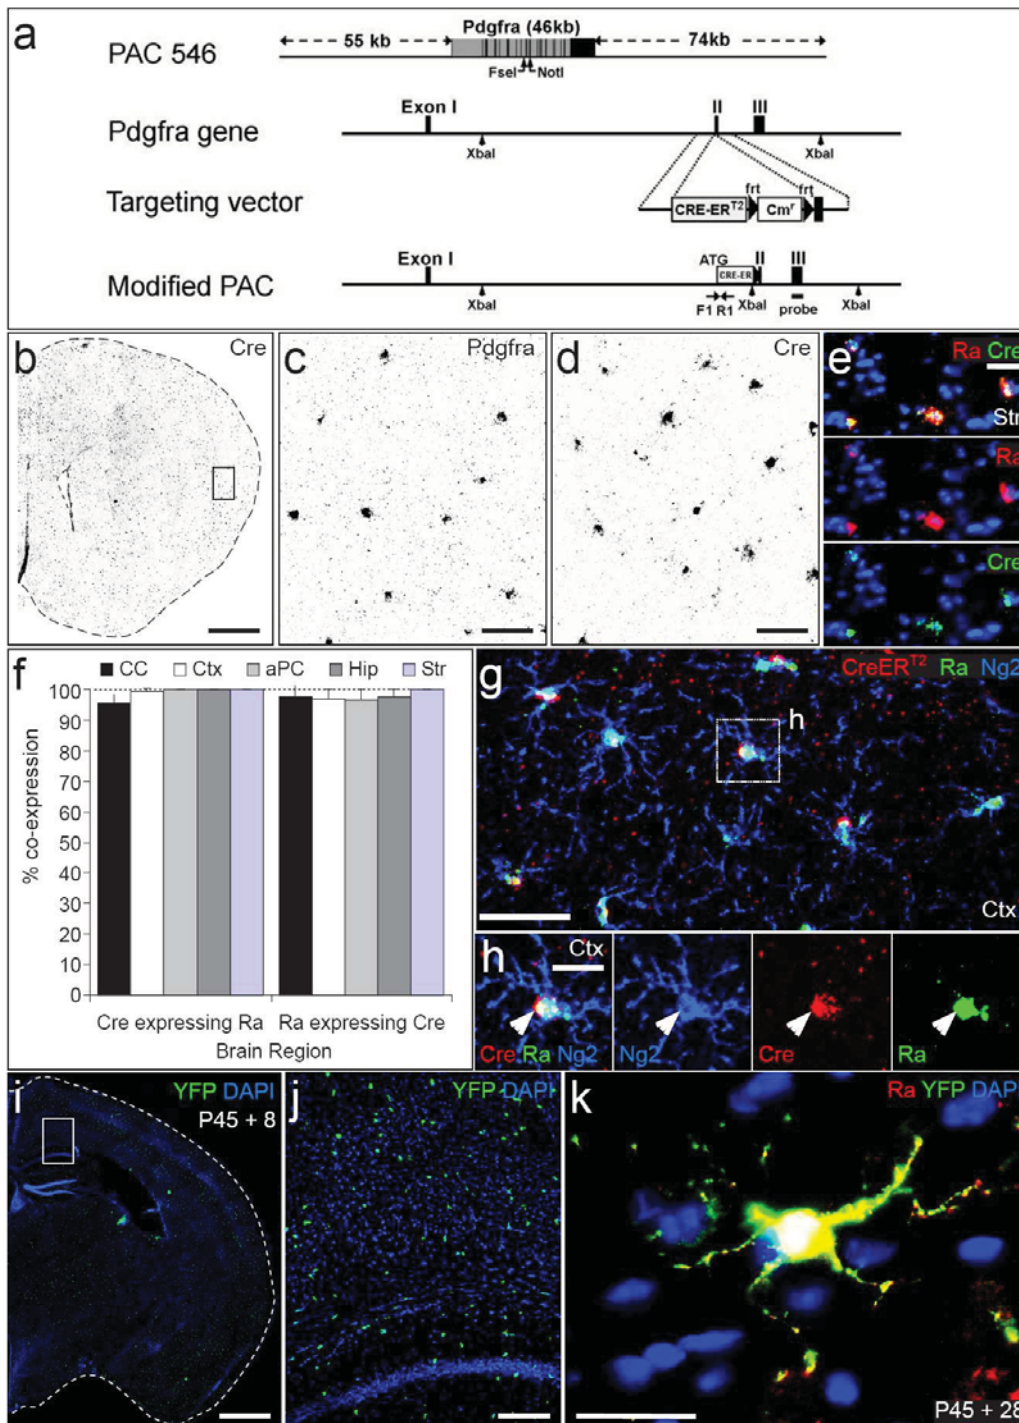 a
Pdgfra (46kb)
55 kb
74kb
PAC 546
FseI
NotI
Exon I
II
III
Pdgfra gene
XbaI
XbaI
frt
frt
Targeting vector
CRE-ER^T2
Cm^r
Exon I
ATG
II
III
CRE-ER
Modified PAC
XbaI
XbaI
F1 R1
probe
b
Cre
c
Pdgfra
d
Cre
e
Ra Cre
Str
Ra
Cre
f
CC Ctx aPC Hip Str
100
90
80
70
60
50
40
30
20
10
0
% co-expression
Cre expressing Ra
Ra expressing Cre
Brain Region
g
CreER^T2 Ra Ng2
h
Ctx
h
Ctx
Cre Ra Ng2
Ng2
Cre
Ra
i
YFP DAPI
P45 + 8
j
YFP DAPI
k
Ra YFP DAPI
P45 + 28